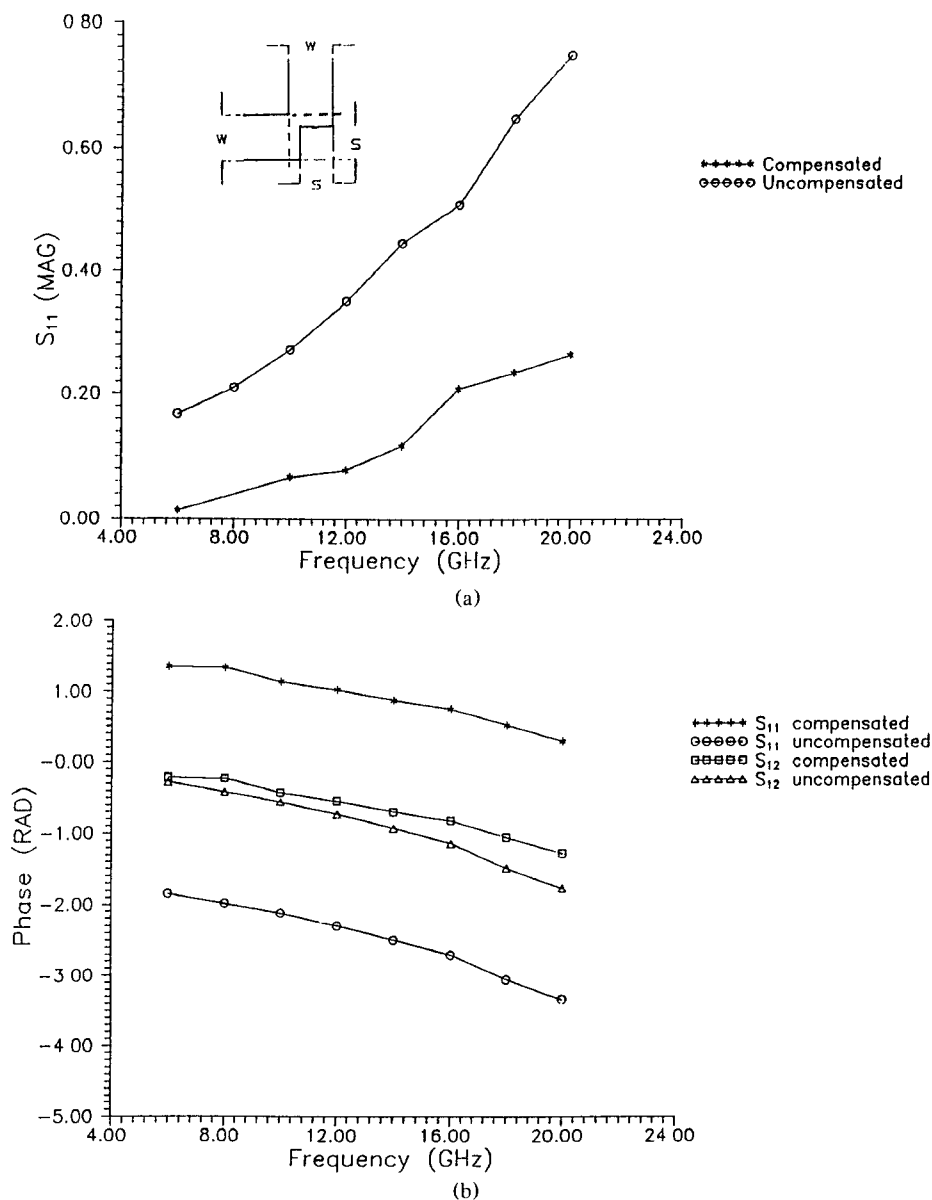 0 80
0.60
0.40
0.20
0.00
S₁₁ (MAG)
W
W
S
S
Compensated
Uncompensated
4.00 8.00 12.00 16.00 20.00 24.00
Frequency (GHz)
(a)
2.00
1.00
-0.00
-1.00
-2.00
-3 00
-4 00
-5.00
Phase (RAD)
S₁₁ compensated
S₁₁ uncompensated
S₁₂ compensated
S₁₂ uncompensated
4.00 8.00 12.00 16.00 20.00 24 00
Frequency (GHz)
(b)